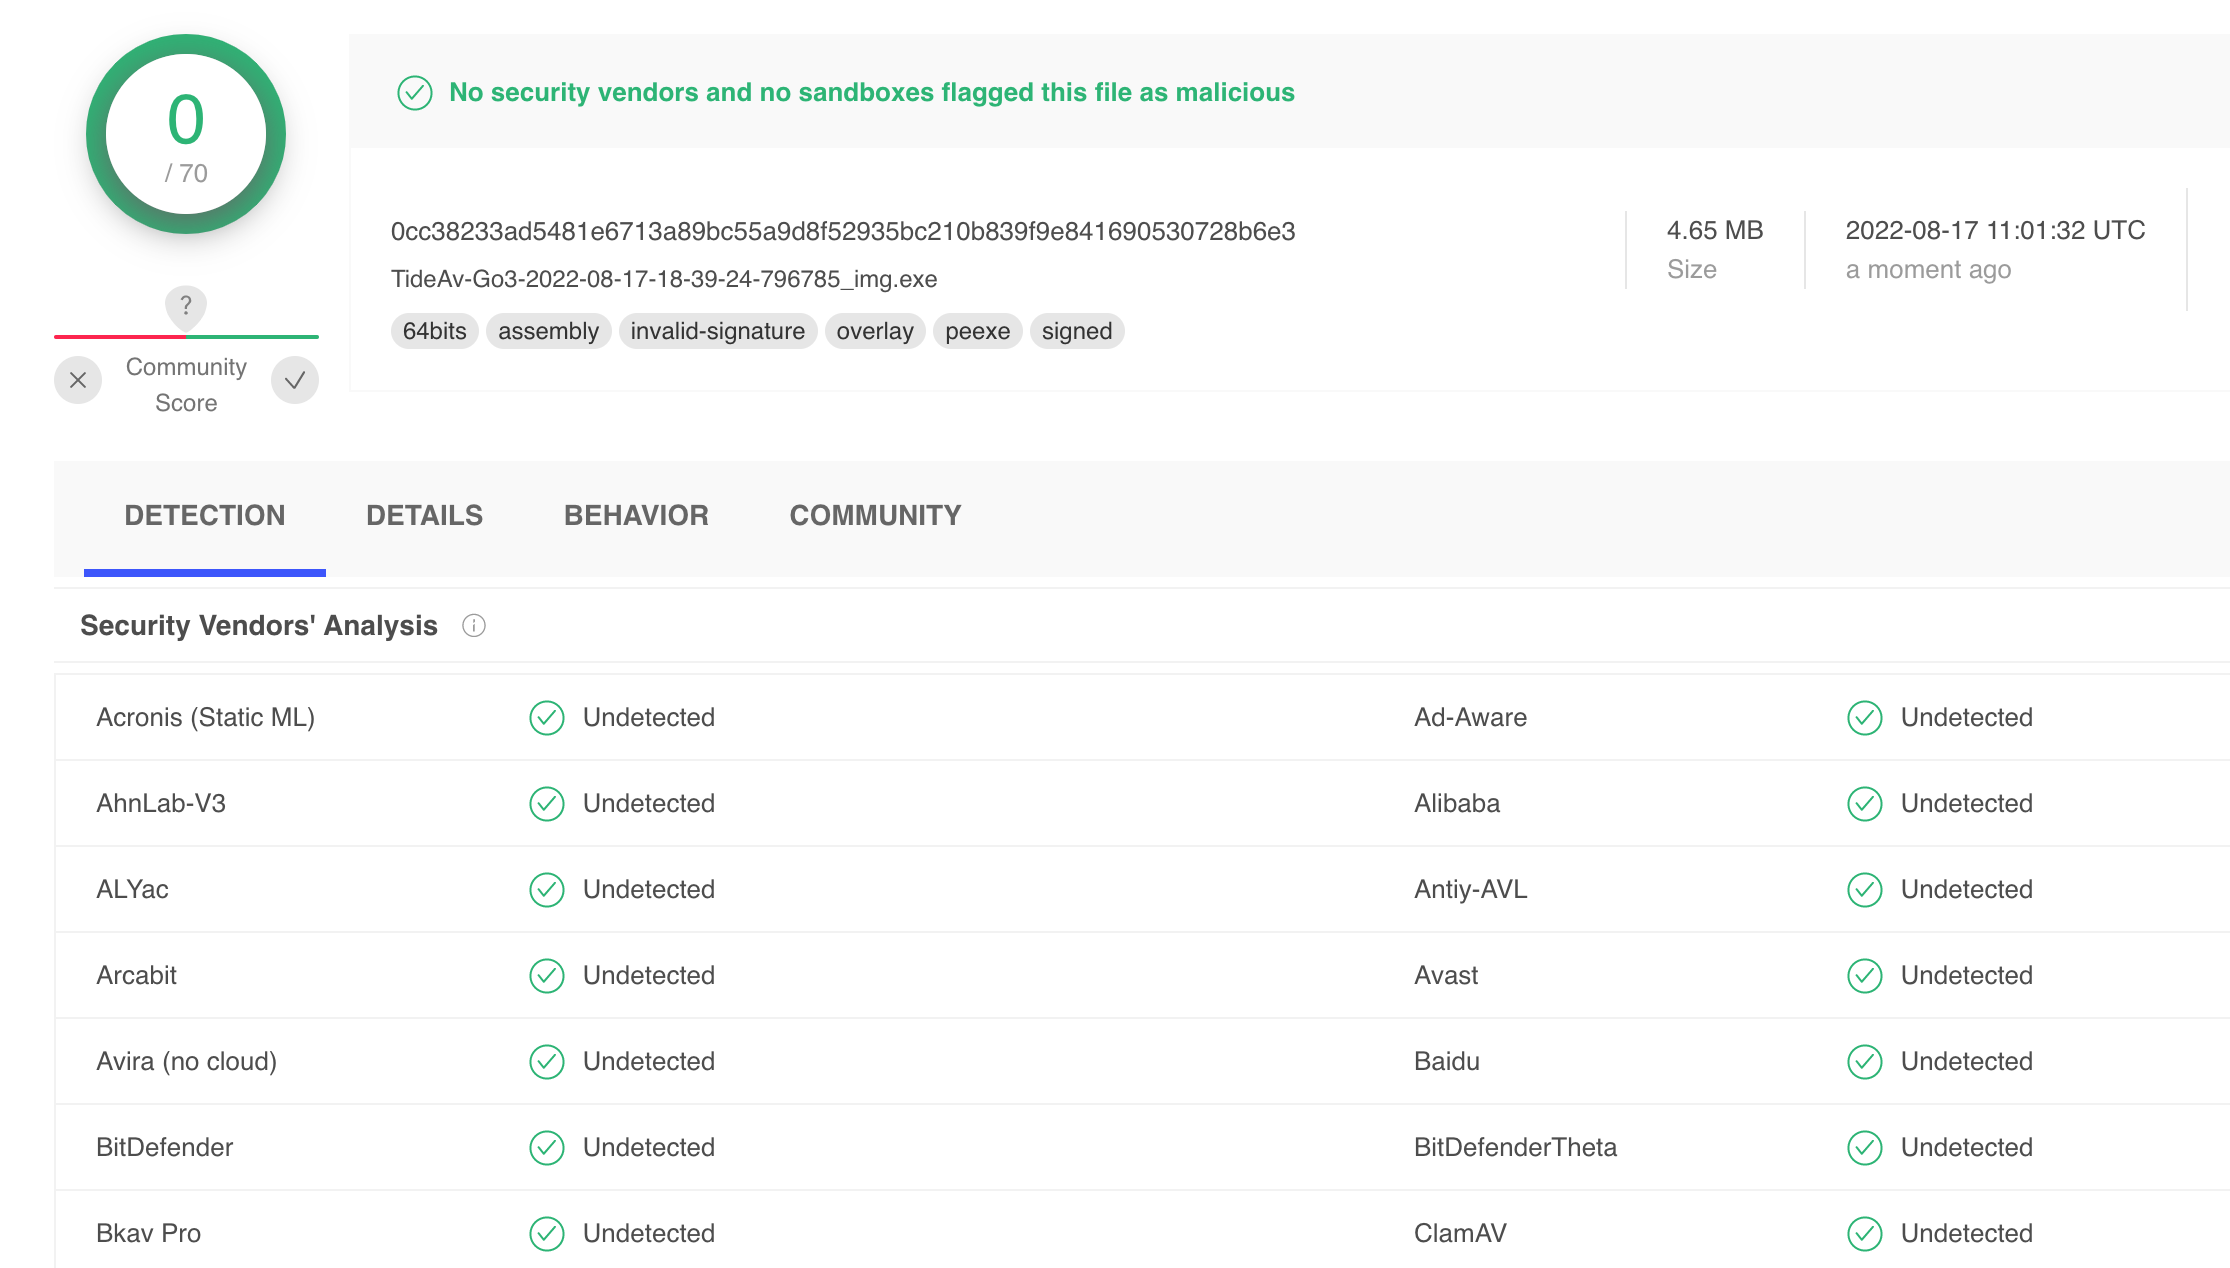 0
/ 70
?
Community
Score
No security vendors and no sandboxes flagged this file as malicious
0cc38233ad5481e6713a89bc55a9d8f52935bc210b839f9e841690530728b6e3
TideAv-Go3-2022-08-17-18-39-24-796785_img.exe
64bits assembly invalid-signature overlay peexe signed
4.65 MB
Size
2022-08-17 11:01:32 UTC
a moment ago
DETECTION DETAILS BEHAVIOR COMMUNITY
Security Vendors' Analysis
Acronis (Static ML) Undetected Ad-Aware Undetected
AhnLab-V3 Undetected Alibaba Undetected
ALYac Undetected Antiy-AVL Undetected
Arcabit Undetected Avast Undetected
Avira (no cloud) Undetected Baidu Undetected
BitDefender Undetected BitDefenderTheta Undetected
Bkav Pro Undetected ClamAV Undetected